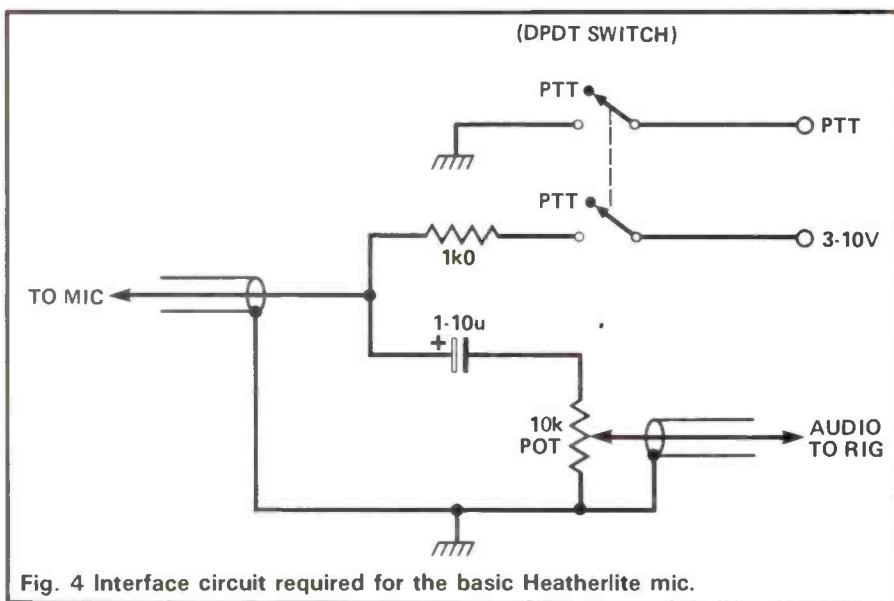 (DPDT SWITCH)
PTT
PTT
PTT
3-10V
1k0
TO MIC
1-10u
+
10k
POT
AUDIO
TO RIG
Fig. 4 Interface circuit required for the basic Heatherlite mic.